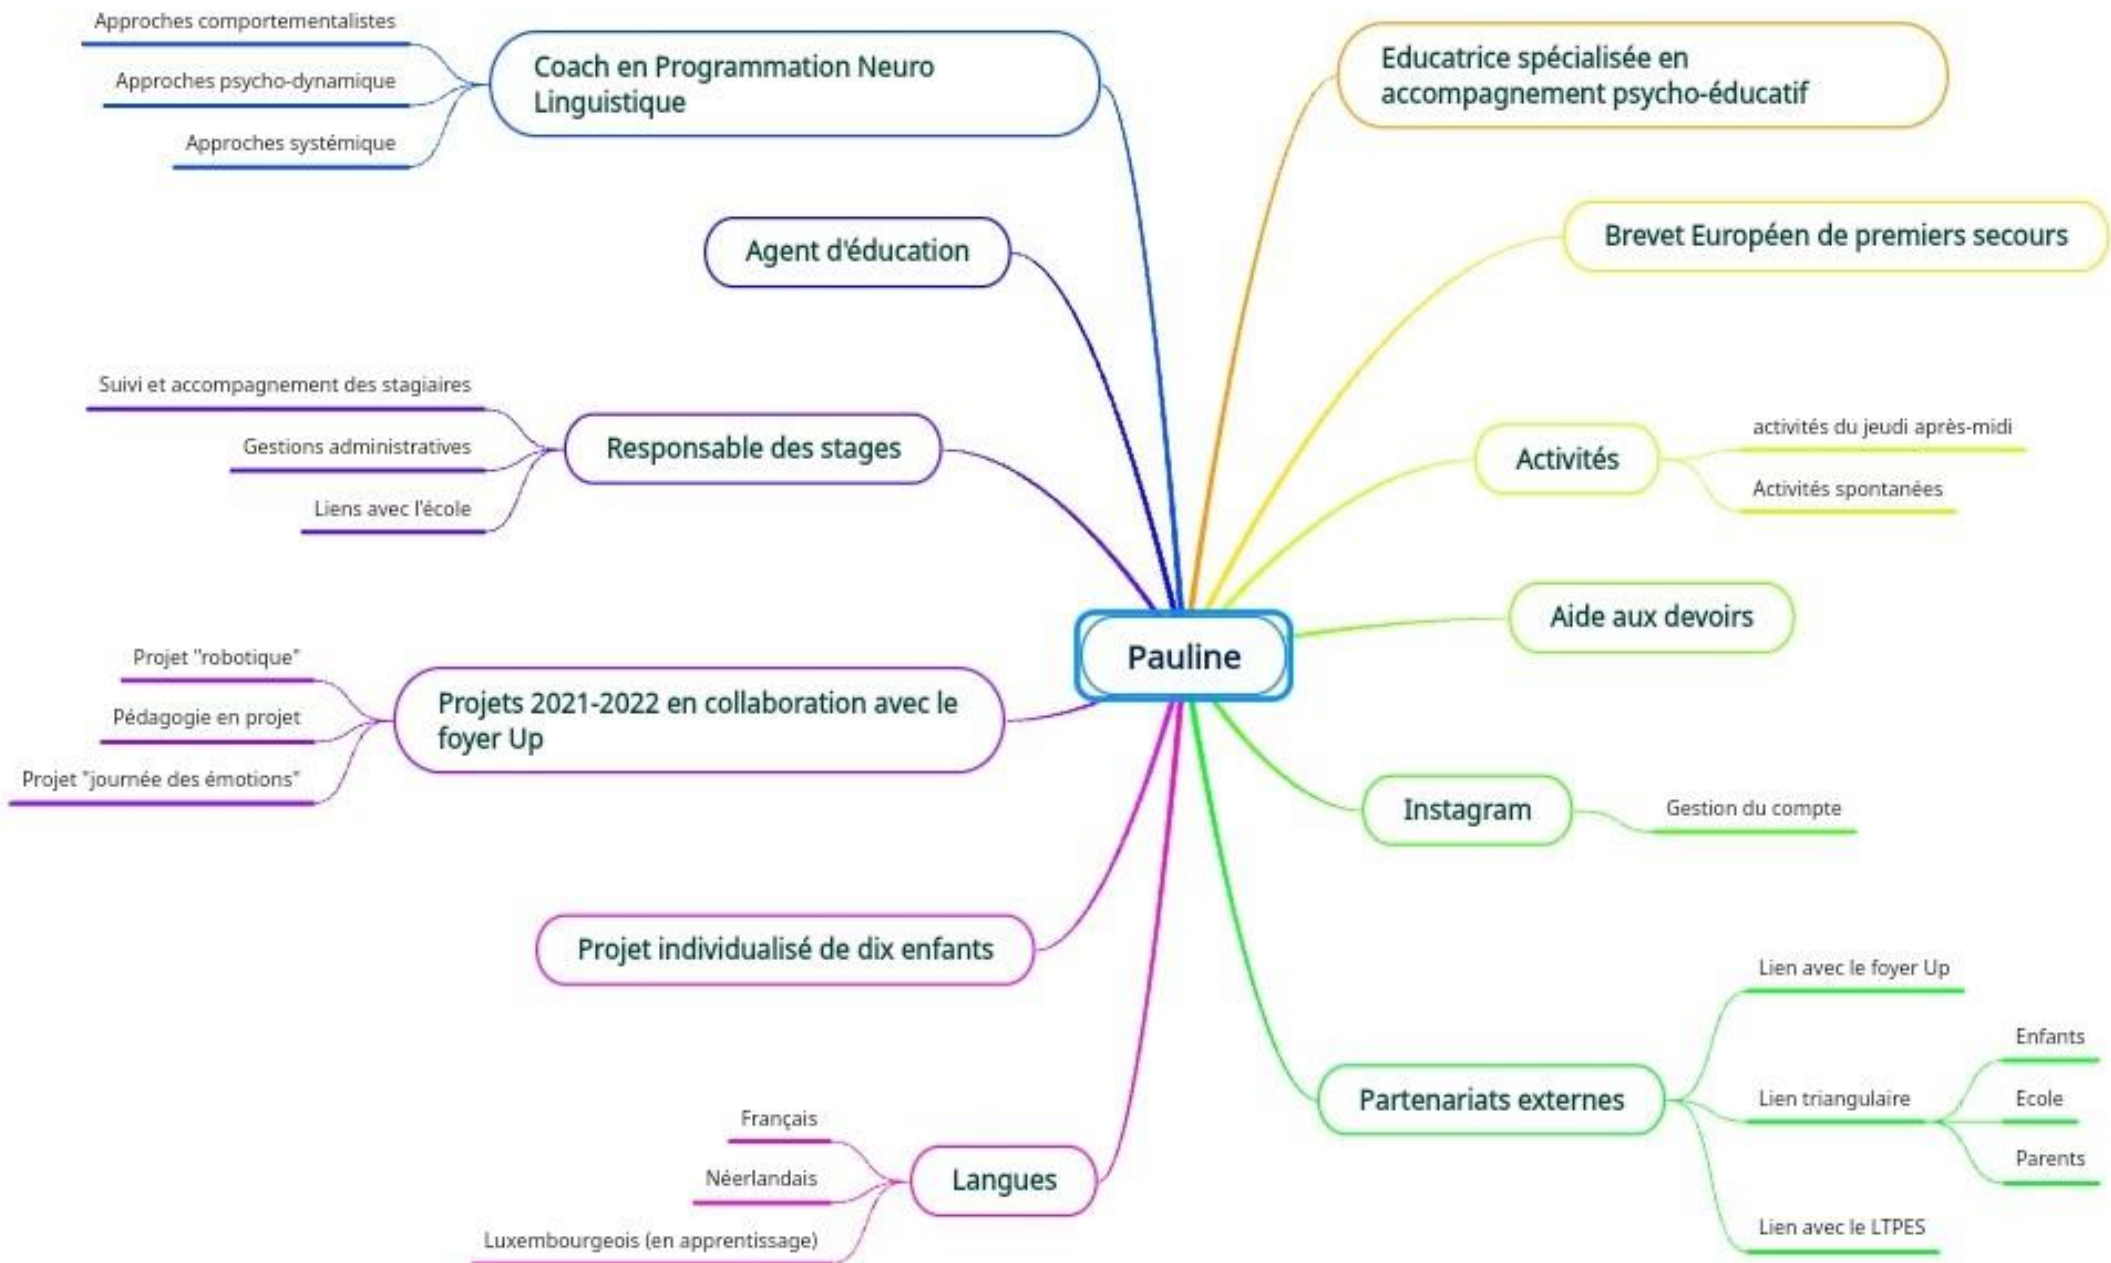 Approches comportementalistes
Approches psycho-dynamique
Approches systémique
Coach en Programmation Neuro
Linguistique
Agent d'éducation
Suivi et accompagnement des stagiaires
Gestions administratives
Liens avec l'école
Responsable des stages
Projet "robotique"
Pédagogie en projet
Projet "journée des émotions"
Projets 2021-2022 en collaboration avec le
foyer Up
Projet individualisé de dix enfants
Français
Néerlandais
Luxembourgeois (en apprentissage)
Langues
Pauline
Educatrice spécialisée en
accompagnement psycho-éducatif
Brevet Européen de premiers secours
Activités
activités du jeudi après-midi
Activités spontanées
Aide aux devoirs
Instagram
Gestion du compte
Partenariats externes
Lien avec le foyer Up
Lien triangulaire
Enfants
Ecole
Parents
Lien avec le LTPES